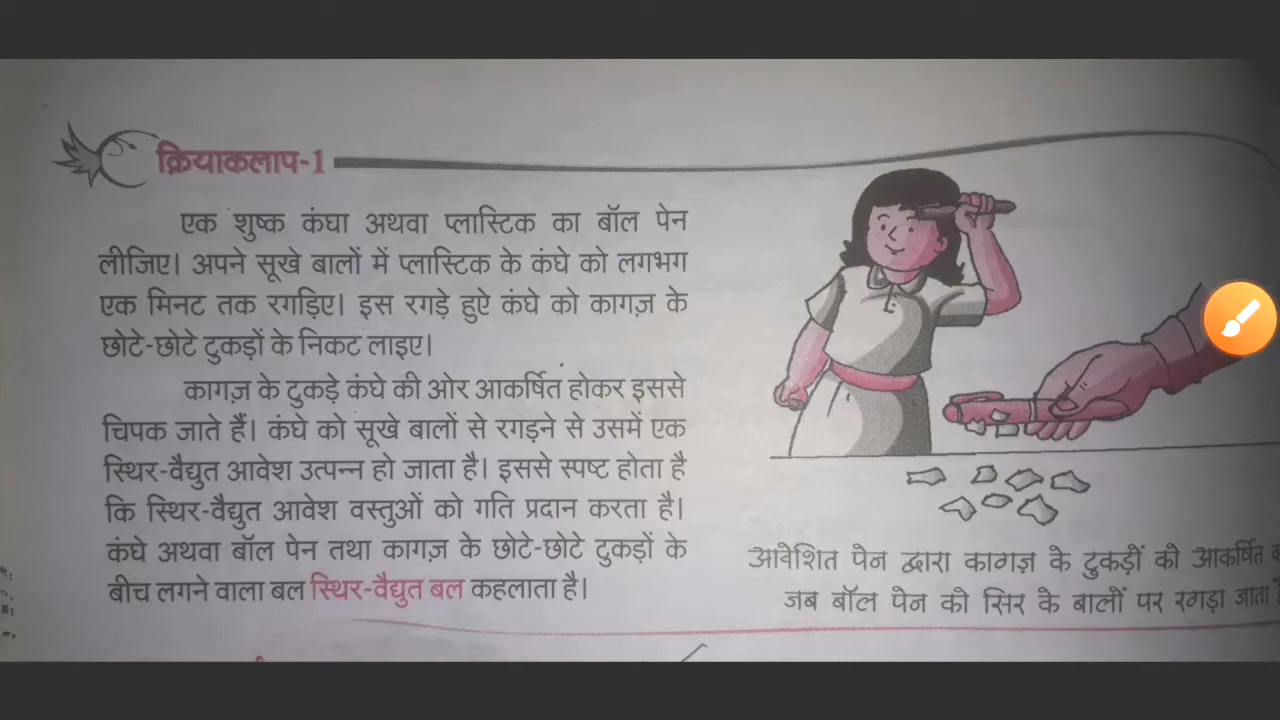 क्रियाकलाप-1
एक शुष्क कंघा अथवा प्लास्टिक का बॉल पेन
लीजिए। अपने सूखे बालों में प्लास्टिक के कंघे को लगभग
एक मिनट तक रगड़िए। इस रगड़े हुऐ कंघे को कागज़ के
छोटे-छोटे टुकड़ों के निकट लाइए।
कागज़ के टुकड़े कंघे की ओर आकर्षित होकर इससे
चिपक जाते हैं। कंघे को सूखे बालों से रगड़ने से उसमें एक
स्थिर-वैद्युत आवेश उत्पन्न हो जाता है। इससे स्पष्ट होता है
कि स्थिर-वैद्युत आवेश वस्तुओं को गति प्रदान करता है।
कंघे अथवा बॉल पेन तथा कागज़ के छोटे-छोटे टुकड़ों के
बीच लगने वाला बल स्थिर-वैद्युत बल कहलाता है।
आवेशित पेन द्वारा कागज़ के टुकड़ों को आकर्षित
जब बॉल पेन को सिर के बालों पर रगड़ा जाता